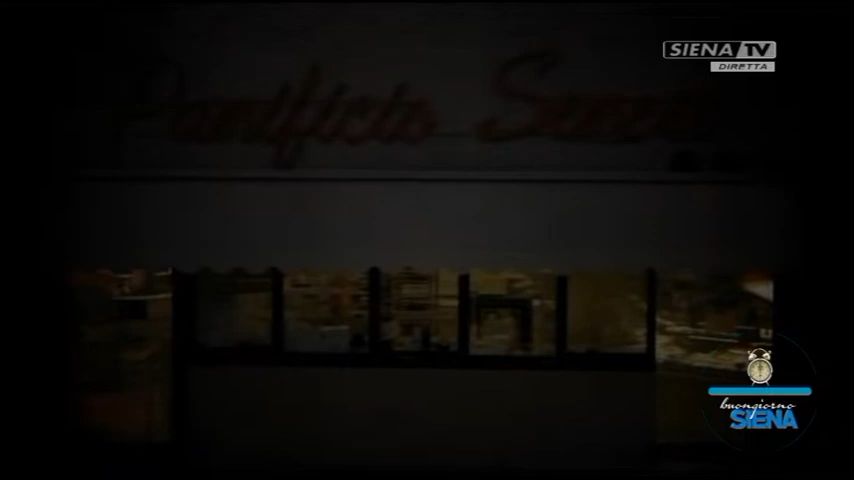 SIENA TV
DIRETTA
Panificio
buongiorno
SIENA